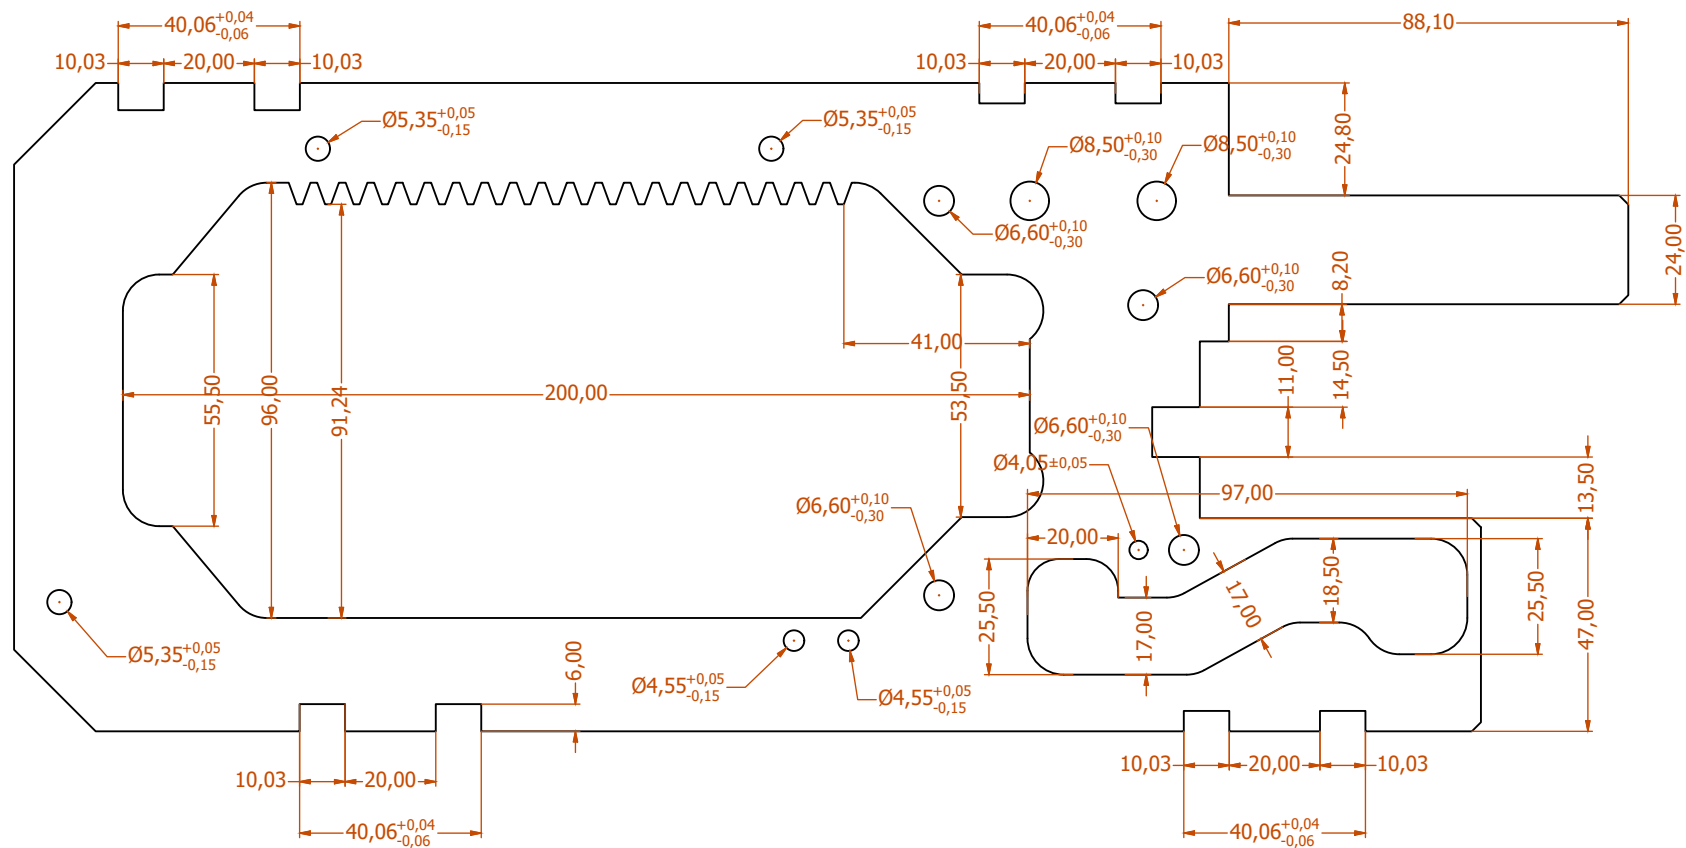 40,06 +0,04 -0,06
40,06 +0,04 -0,06
88,10
10,03 20,00 10,03
10,03 20,00 10,03
Ø5,35 +0,05 -0,15
Ø5,35 +0,05 -0,15
Ø8,50 +0,10 -0,30
Ø8,50 +0,10 -0,30
24,80
Ø6,60 +0,10 -0,30
24,00
Ø6,60 +0,10 -0,30
8,20
41,00
11,00
14,50
55,50
96,00
91,24
200,00
53,50
Ø6,60 +0,10 -0,30
Ø4,05 ±0,05
13,50
97,00
Ø6,60 +0,10 -0,30
20,00
25,50
17,00
17,00
18,50
25,50
47,00
Ø5,35 +0,05 -0,15
6,00
Ø4,55 +0,05 -0,15
Ø4,55 +0,05 -0,15
10,03 20,00
10,03 20,00 10,03
40,06 +0,04 -0,06
40,06 +0,04 -0,06